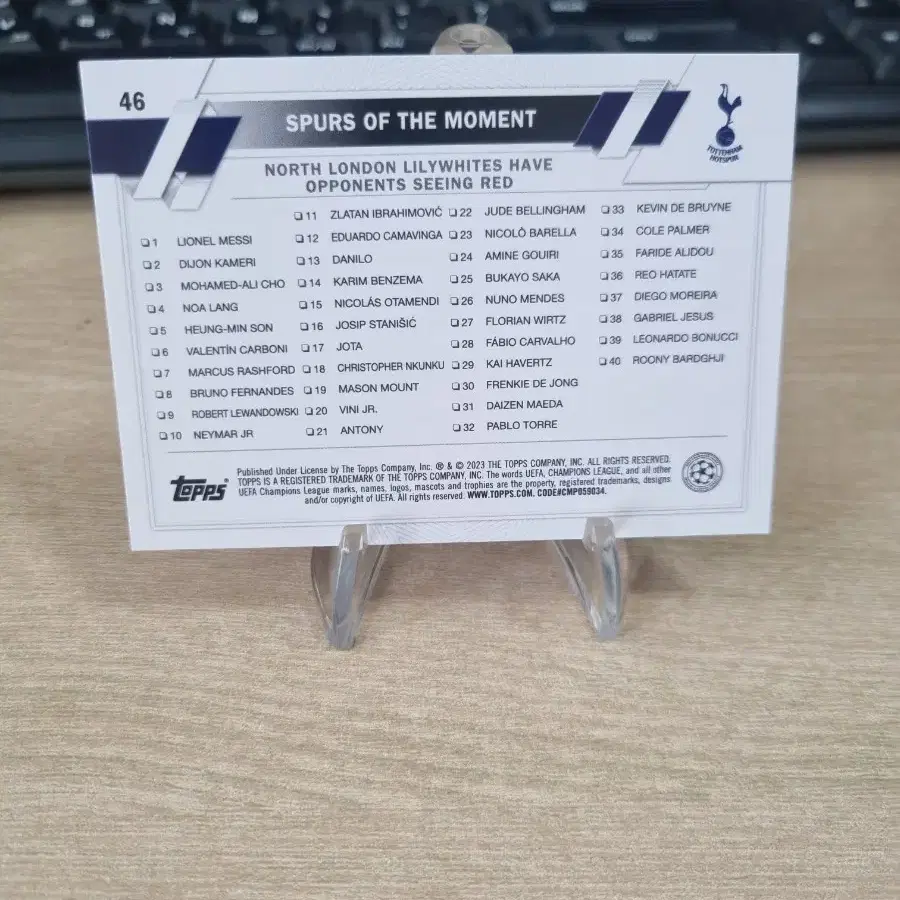 46
SPURS OF THE MOMENT
TOTTENHAM
HOTSPUR
NORTH LONDON LILYWHITES HAVE
OPPONENTS SEEING RED
1 LIONEL MESSI
2 DIJON KAMERI
3 MOHAMED-ALI CHO
4 NOA LANG
5 HEUNG-MIN SON
6 VALENTÍN CARBONI
7 MARCUS RASHFORD
8 BRUNO FERNANDES
9 ROBERT LEWANDOWSKI
10 NEYMAR JR
11 ZLATAN IBRAHIMOVIĆ
12 EDUARDO CAMAVINGA
13 DANILO
14 KARIM BENZEMA
15 NICOLÁS OTAMENDI
16 JOSIP STANIŠIĆ
17 JOTA
18 CHRISTOPHER NKUNKU
19 MASON MOUNT
20 VINI JR.
21 ANTONY
22 JUDE BELLINGHAM
23 NICOLÒ BARELLA
24 AMINE GOUIRI
25 BUKAYO SAKA
26 NUNO MENDES
27 FLORIAN WIRTZ
28 FÁBIO CARVALHO
29 KAI HAVERTZ
30 FRENKIE DE JONG
31 DAIZEN MAEDA
32 PABLO TORRE
33 KEVIN DE BRUYNE
34 COLE PALMER
35 FARIDE ALIDOU
36 REO HATATE
37 DIEGO MOREIRA
38 GABRIEL JESUS
39 LEONARDO BONUCCI
40 ROONY BARDGHJI
topps®
Published Under License by The Topps Company, Inc. ® & © 2023 THE TOPPS COMPANY, INC. ALL RIGHTS RESERVED.
TOPPS IS A REGISTERED TRADEMARK OF THE TOPPS COMPANY, INC. The words UEFA, CHAMPIONS LEAGUE, and all other
UEFA Champions League marks, names, logos, mascots and trophies are the property, registered trademarks, designs
and/or copyright of UEFA. All rights reserved. WWW.TOPPS.COM. CODE#CMP059034.